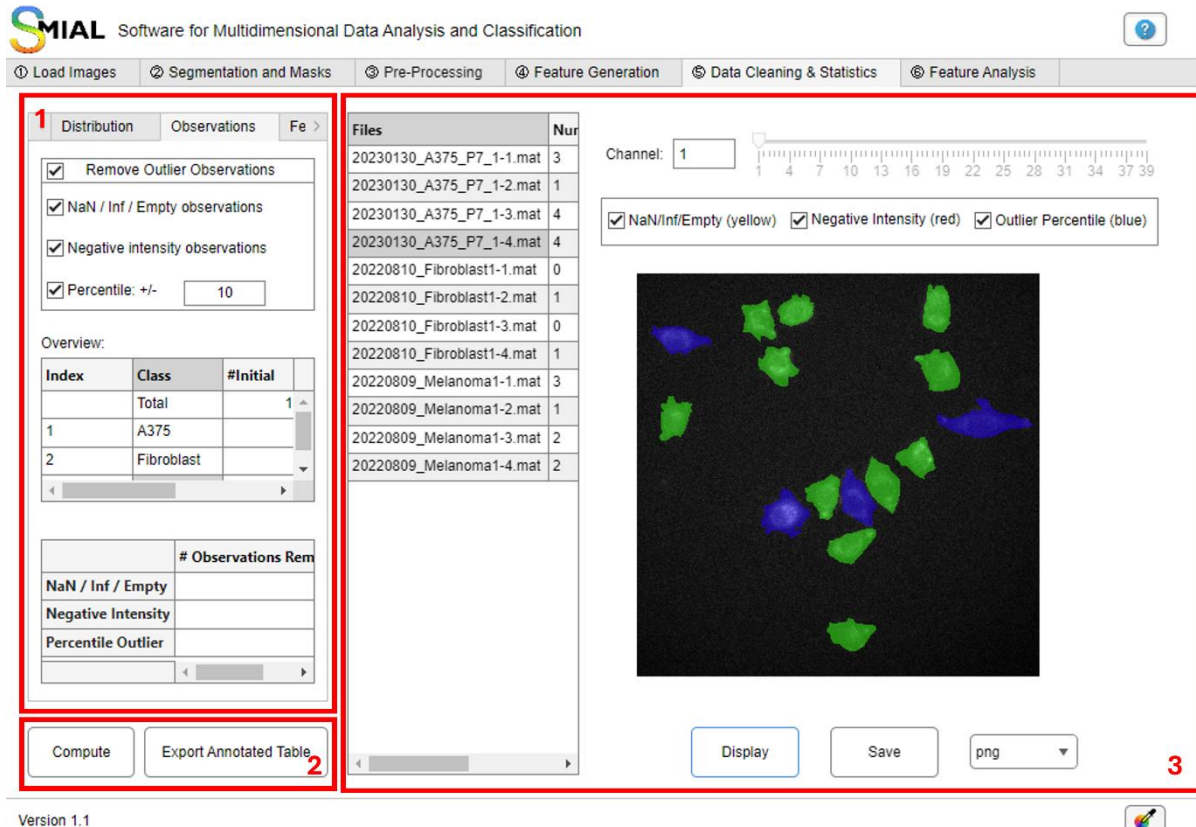 SMIAL Software for Multidimensional Data Analysis and Classification
① Load Images ② Segmentation and Masks ③ Pre-Processing ④ Feature Generation ⑤ Data Cleaning & Statistics ⑥ Feature Analysis
1
Distribution Observations Fe
Remove Outlier Observations
NaN / Inf / Empty observations
Negative intensity observations
Percentile: +/- 10
Overview:
Index Class #Initial
Total 1
1 A375
2 Fibroblast
# Observations Rem
NaN / Inf / Empty
Negative Intensity
Percentile Outlier
Compute Export Annotated Table
2
Files Nur
20230130_A375_P7_1-1.mat 3
20230130_A375_P7_1-2.mat 1
20230130_A375_P7_1-3.mat 4
20230130_A375_P7_1-4.mat 4
20220810_Fibroblast1-1.mat 0
20220810_Fibroblast1-2.mat 1
20220810_Fibroblast1-3.mat 0
20220810_Fibroblast1-4.mat 1
20220809_Melanoma1-1.mat 3
20220809_Melanoma1-2.mat 1
20220809_Melanoma1-3.mat 2
20220809_Melanoma1-4.mat 2
Channel: 1
1 4 7 10 13 16 19 22 25 28 31 34 37 39
NaN/Inf/Empty (yellow) Negative Intensity (red) Outlier Percentile (blue)
Display Save png
3
Version 1.1